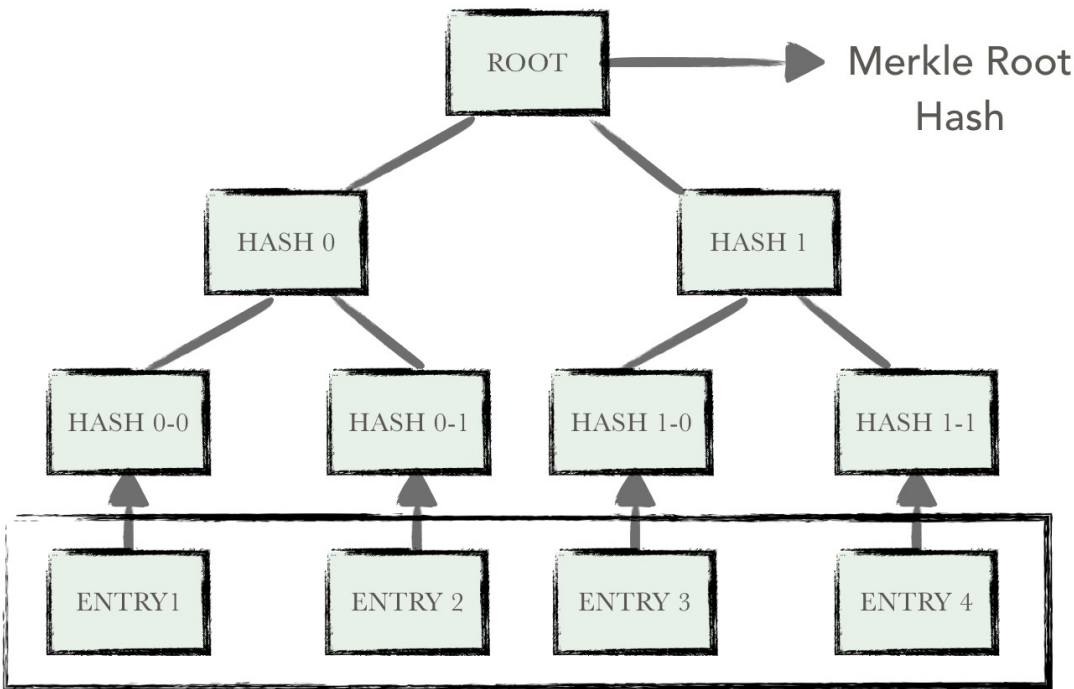 ROOT
Merkle Root
Hash
HASH 0
HASH 1
HASH 0-0
HASH 0-1
HASH 1-0
HASH 1-1
ENTRY1
ENTRY 2
ENTRY 3
ENTRY 4